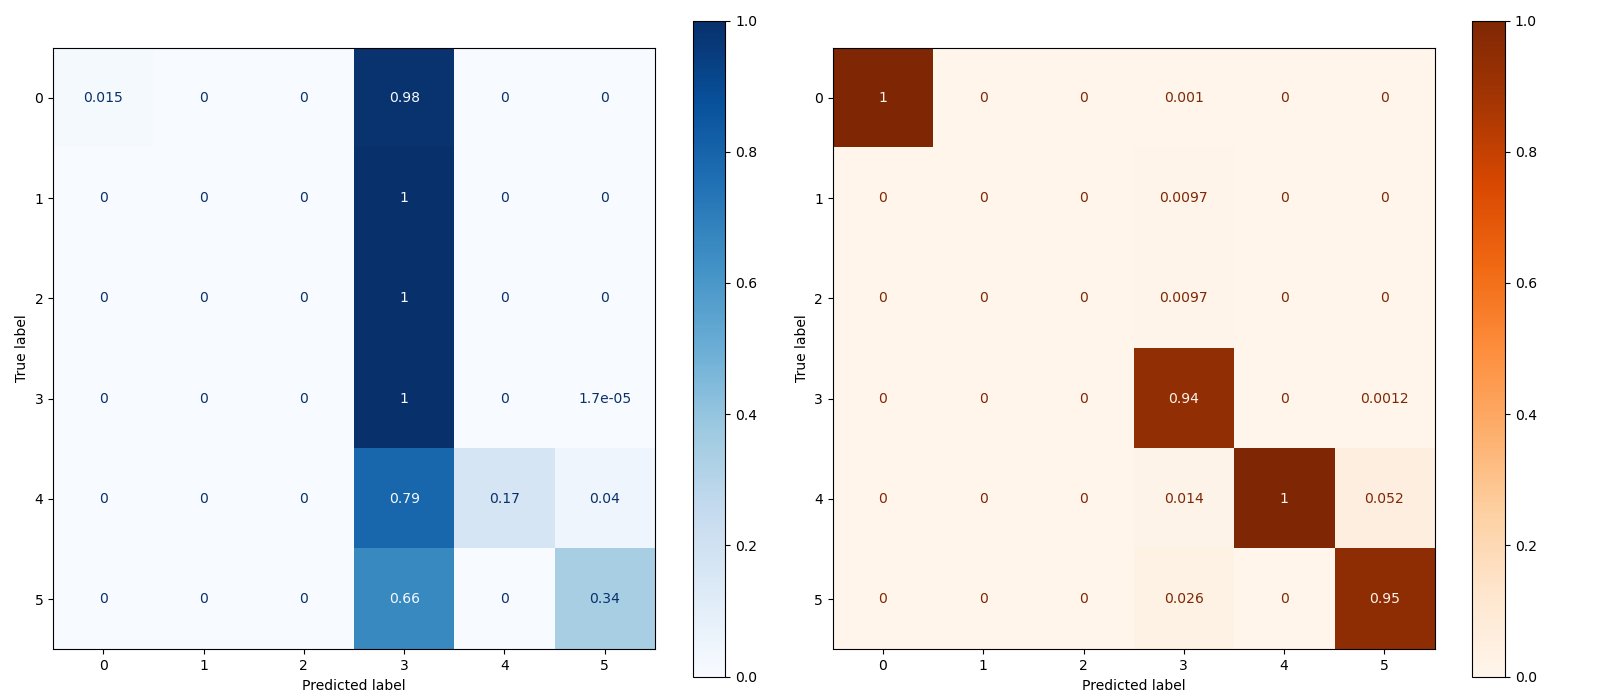 1.0 1.0
0 0.015 0 0 0.98 0 0 0 1 0 0 0.001 0 0
0.8 0.8
1 0 0 0 1 0 0 1 0 0 0 0.0097 0 0
0.6 0.6
2 0 0 0 1 0 0 2 0 0 0 0.0097 0 0
True label True label
3 0 0 0 1 0 1.7e-05 3 0 0 0 0.94 0 0.0012
0.4 0.4
4 0 0 0 0.79 0.17 0.04 4 0 0 0 0.014 1 0.052
0.2 0.2
5 0 0 0 0.66 0 0.34 5 0 0 0 0.026 0 0.95
0 1 2 3 4 5 0 1 2 3 4 5
0.0 0.0
Predicted label Predicted label